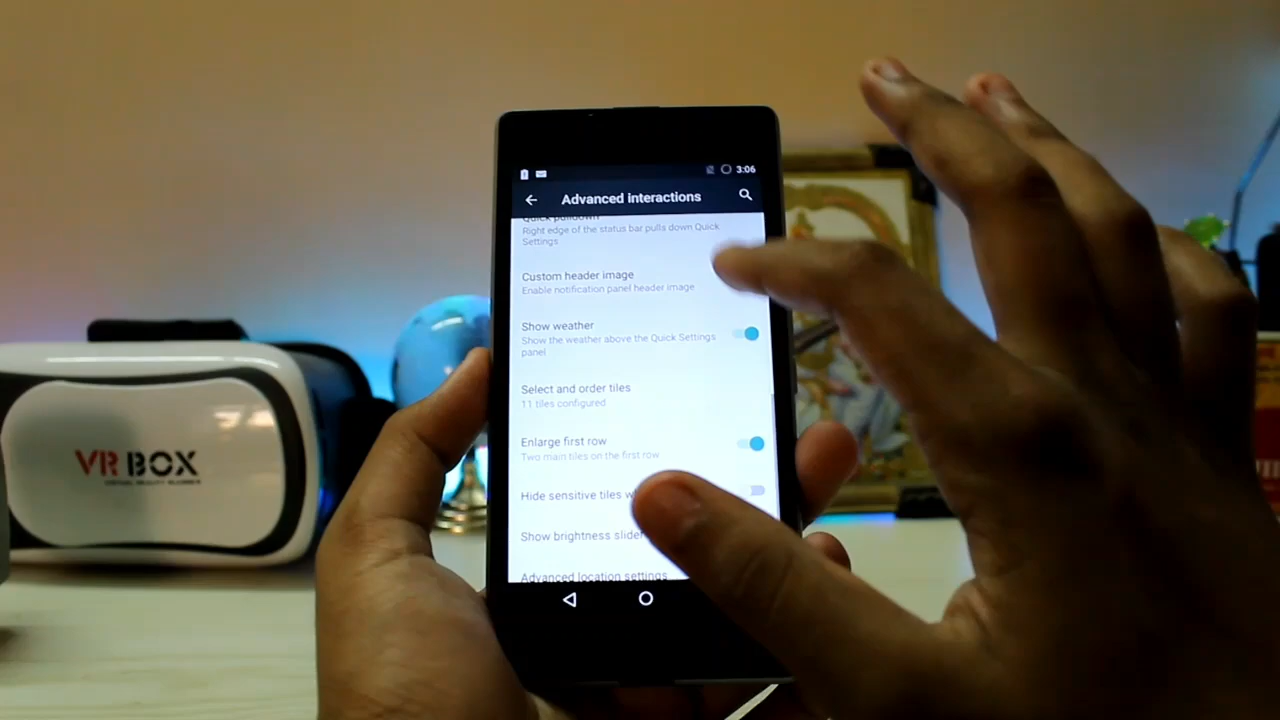 3:06
Advanced interactions
Quick pulldown
Right edge of the status bar pulls down Quick
Settings
Custom header image
Enable notification panel header image
Show weather
Show the weather above the Quick Settings
panel
Select and order tiles
11 tiles configured
Enlarge first row
Two main tiles on the first row
Hide sensitive tiles
Show brightness slider
Advanced location settings
VR BOX